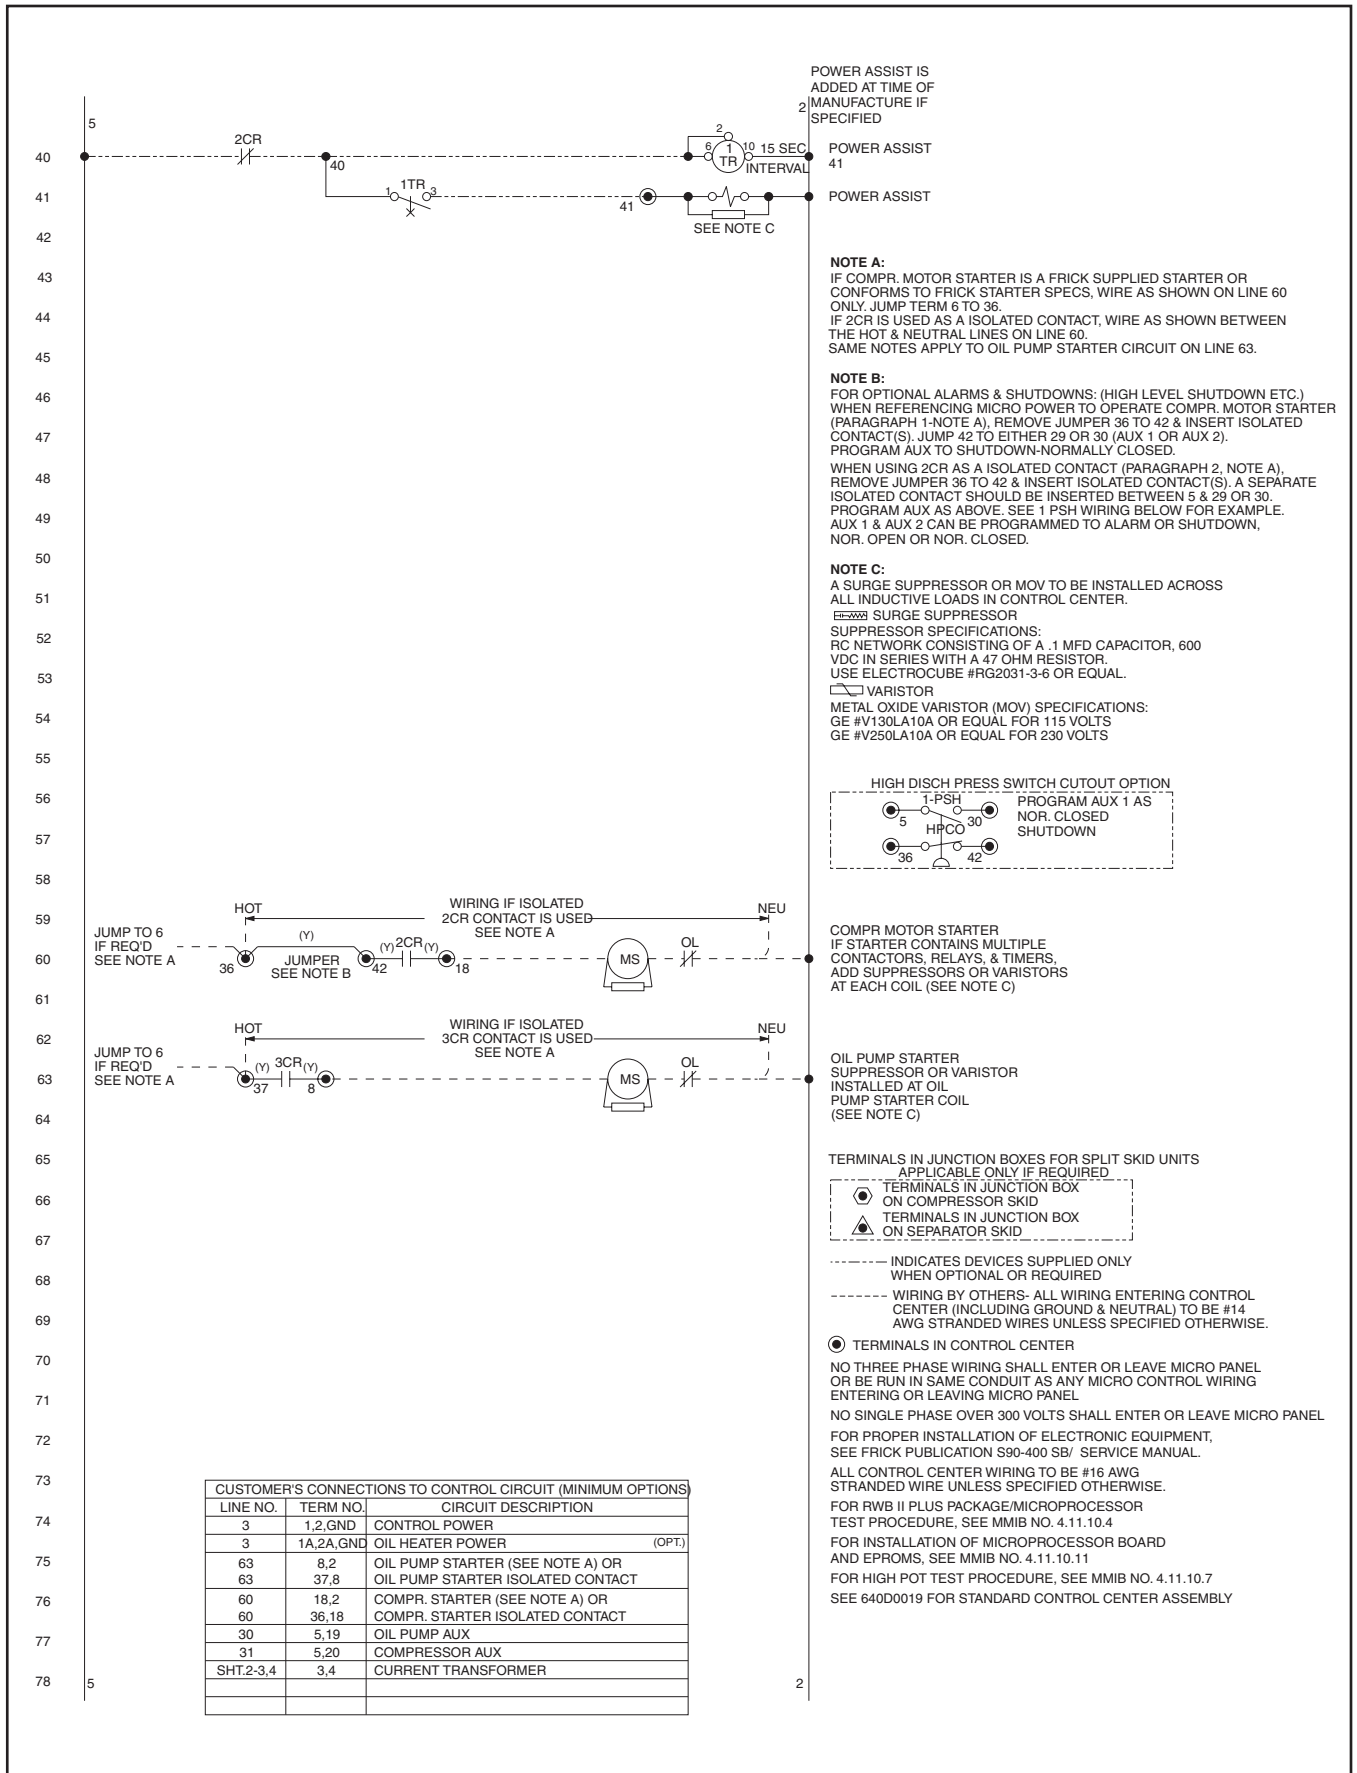 POWER ASSIST IS
ADDED AT TIME OF
MANUFACTURE IF
SPECIFIED
5
2
40
2CR
40
2
6
1
TR
10
15 SEC
INTERVAL
POWER ASSIST
41
41
1
1TR
3
41
SEE NOTE C
POWER ASSIST
42
43
44
45
46
47
48
49
50
51
52
53
54
55
56
57
58
NOTE A:
IF COMPR. MOTOR STARTER IS A FRICK SUPPLIED STARTER OR
CONFORMS TO FRICK STARTER SPECS, WIRE AS SHOWN ON LINE 60
ONLY. JUMP TERM 6 TO 36.
IF 2CR IS USED AS A ISOLATED CONTACT, WIRE AS SHOWN BETWEEN
THE HOT & NEUTRAL LINES ON LINE 60.
SAME NOTES APPLY TO OIL PUMP STARTER CIRCUIT ON LINE 63.
NOTE B:
FOR OPTIONAL ALARMS & SHUTDOWNS: (HIGH LEVEL SHUTDOWN ETC.)
WHEN REFERENCING MICRO POWER TO OPERATE COMPR. MOTOR STARTER
(PARAGRAPH 1-NOTE A), REMOVE JUMPER 36 TO 42 & INSERT ISOLATED
CONTACT(S). JUMP 42 TO EITHER 29 OR 30 (AUX 1 OR AUX 2).
PROGRAM AUX TO SHUTDOWN-NORMALLY CLOSED.
WHEN USING 2CR AS A ISOLATED CONTACT (PARAGRAPH 2, NOTE A),
REMOVE JUMPER 36 TO 42 & INSERT ISOLATED CONTACT(S). A SEPARATE
ISOLATED CONTACT SHOULD BE INSERTED BETWEEN 5 & 29 OR 30.
PROGRAM AUX AS ABOVE. SEE 1 PSH WIRING BELOW FOR EXAMPLE.
AUX 1 & AUX 2 CAN BE PROGRAMMED TO ALARM OR SHUTDOWN,
NOR. OPEN OR NOR. CLOSED.
NOTE C:
A SURGE SUPPRESSOR OR MOV TO BE INSTALLED ACROSS
ALL INDUCTIVE LOADS IN CONTROL CENTER.
SURGE SUPPRESSOR
SUPPRESSOR SPECIFICATIONS:
RC NETWORK CONSISTING OF A .1 MFD CAPACITOR, 600
VDC IN SERIES WITH A 47 OHM RESISTOR.
USE ELECTROCUBE #RG2031-3-6 OR EQUAL.
VARISTOR
METAL OXIDE VARISTOR (MOV) SPECIFICATIONS:
GE #V130LA10A OR EQUAL FOR 115 VOLTS
GE #V250LA10A OR EQUAL FOR 230 VOLTS
HIGH DISCH PRESS SWITCH CUTOUT OPTION
1-PSH
5
30
HPCO
36
42
PROGRAM AUX 1 AS
NOR. CLOSED
SHUTDOWN
59
HOT
WIRING IF ISOLATED
2CR CONTACT IS USED
SEE NOTE A
NEU
JUMP TO 6
IF REQ'D
SEE NOTE A
60
36
(Y)
JUMPER
SEE NOTE B
42
(Y)
2CR
(Y)
18
MS
OL
COMPR MOTOR STARTER
IF STARTER CONTAINS MULTIPLE
CONTACTORS, RELAYS, & TIMERS,
ADD SUPPRESSORS OR VARISTORS
AT EACH COIL (SEE NOTE C)
61
62
HOT
WIRING IF ISOLATED
3CR CONTACT IS USED
SEE NOTE A
NEU
JUMP TO 6
IF REQ'D
SEE NOTE A
63
37
(Y)
3CR
(Y)
8
MS
OL
OIL PUMP STARTER
SUPPRESSOR OR VARISTOR
INSTALLED AT OIL
PUMP STARTER COIL
(SEE NOTE C)
64
65
66
67
68
69
70
71
72
TERMINALS IN JUNCTION BOXES FOR SPLIT SKID UNITS
APPLICABLE ONLY IF REQUIRED
TERMINALS IN JUNCTION BOX
ON COMPRESSOR SKID
TERMINALS IN JUNCTION BOX
ON SEPARATOR SKID
INDICATES DEVICES SUPPLIED ONLY
WHEN OPTIONAL OR REQUIRED
WIRING BY OTHERS- ALL WIRING ENTERING CONTROL
CENTER (INCLUDING GROUND & NEUTRAL) TO BE #14
AWG STRANDED WIRES UNLESS SPECIFIED OTHERWISE.
TERMINALS IN CONTROL CENTER
NO THREE PHASE WIRING SHALL ENTER OR LEAVE MICRO PANEL
OR BE RUN IN SAME CONDUIT AS ANY MICRO CONTROL WIRING
ENTERING OR LEAVING MICRO PANEL
NO SINGLE PHASE OVER 300 VOLTS SHALL ENTER OR LEAVE MICRO PANEL
FOR PROPER INSTALLATION OF ELECTRONIC EQUIPMENT,
SEE FRICK PUBLICATION S90-400 SB/ SERVICE MANUAL.
ALL CONTROL CENTER WIRING TO BE #16 AWG
STRANDED WIRE UNLESS SPECIFIED OTHERWISE.
FOR RWB II PLUS PACKAGE/MICROPROCESSOR
TEST PROCEDURE, SEE MMIB NO. 4.11.10.4
FOR INSTALLATION OF MICROPROCESSOR BOARD
AND EPROMS, SEE MMIB NO. 4.11.10.11
FOR HIGH POT TEST PROCEDURE, SEE MMIB NO. 4.11.10.7
SEE 640D0019 FOR STANDARD CONTROL CENTER ASSEMBLY
73
74
75
76
77
78
CUSTOMER'S CONNECTIONS TO CONTROL CIRCUIT (MINIMUM OPTIONS)
LINE NO. TERM NO. CIRCUIT DESCRIPTION
3 1,2,GND CONTROL POWER
3 1A,2A,GND OIL HEATER POWER (OPT.)
63 8,2 OIL PUMP STARTER (SEE NOTE A) OR
63 37,8 OIL PUMP STARTER ISOLATED CONTACT
60 18,2 COMPR. STARTER (SEE NOTE A) OR
60 36,18 COMPR. STARTER ISOLATED CONTACT
30 5,19 OIL PUMP AUX
31 5,20 COMPRESSOR AUX
SHT.2-3,4 3,4 CURRENT TRANSFORMER
5
2